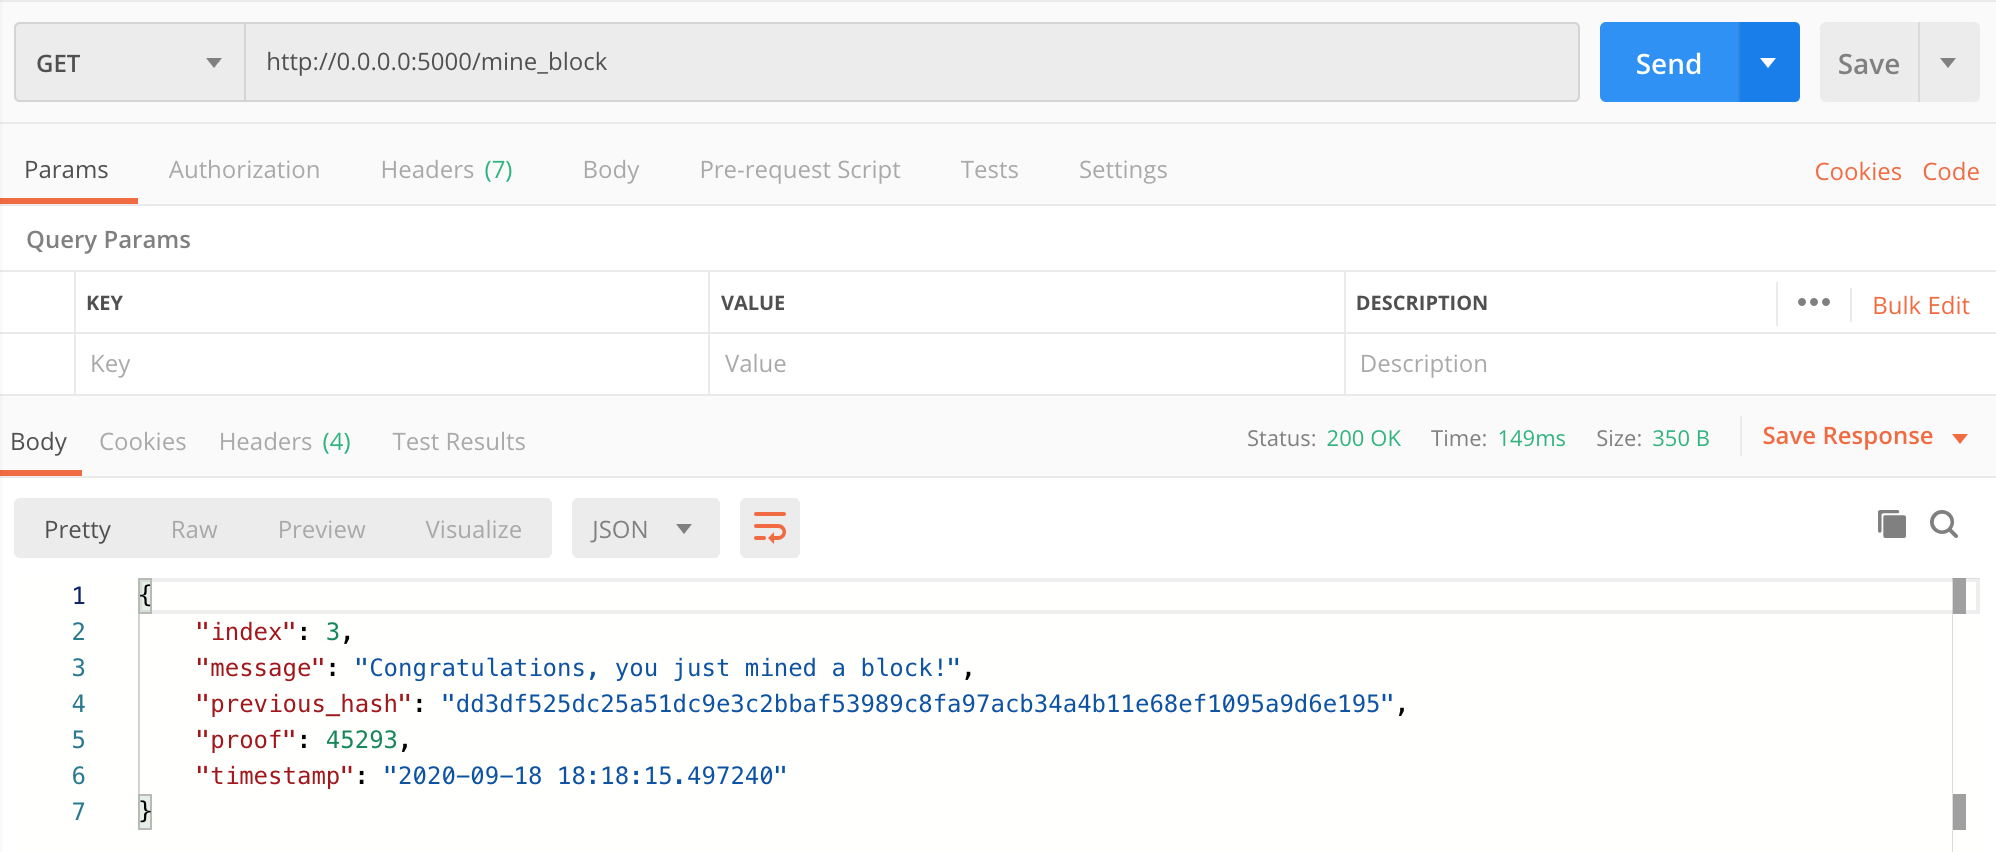 GET http://0.0.0.0:5000/mine_block Send Save
Params Authorization Headers (7) Body Pre-request Script Tests Settings Cookies Code
Query Params
KEY VALUE DESCRIPTION ••• Bulk Edit
Key Value Description
Body Cookies Headers (4) Test Results Status: 200 OK Time: 149ms Size: 350 B Save Response
Pretty Raw Preview Visualize JSON
1 {
2 "index": 3,
3 "message": "Congratulations, you just mined a block!",
4 "previous_hash": "dd3df525dc25a51dc9e3c2bbaf53989c8fa97acb34a4b11e68ef1095a9d6e195",
5 "proof": 45293,
6 "timestamp": "2020-09-18 18:18:15.497240"
7 }